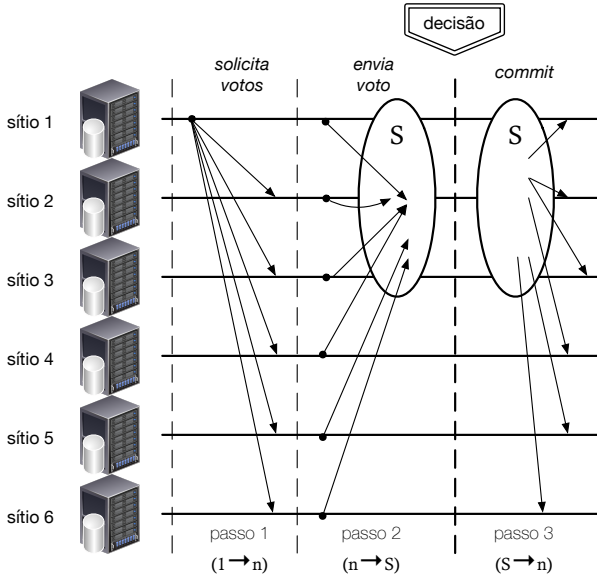 decisão
solicita
votos
envia
voto
commit
sítio 1
S
S
sítio 2
sítio 3
sítio 4
sítio 5
sítio 6
passo 1
passo 2
passo 3
(1→n)
(n→S)
(S→n)